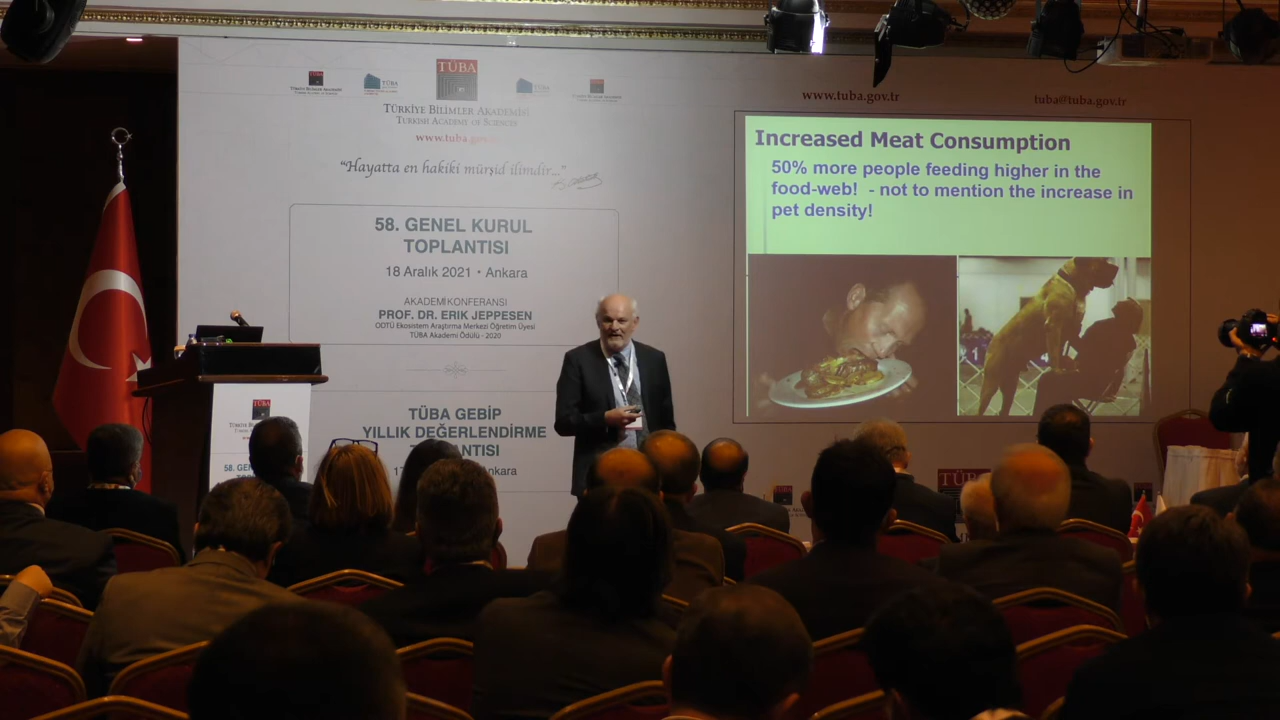 TÜBA
TÜRKİYE BİLİMLER AKADEMİSİ
TURKISH ACADEMY OF SCIENCES
www.tuba.gov
“Hayatta en hakiki mürşid ilimdir...”
58. GENEL KURUL
TOPLANTISI
18 Aralık 2021 • Ankara
AKADEMİ KONFERANSI
PROF. DR. ERIK JEPPESEN
ODTÜ Ekosistem Araştırma Merkezi Öğretim Üyesi
TÜBA Akademi Ödülü - 2020
TÜBA GEBİP
YILLIK DEĞERLENDİRME
ANTISI
Ankara
www.tuba.gov.tr
tuba@tuba.gov.tr
Increased Meat Consumption
50% more people feeding higher in the
food-web! - not to mention the increase in
pet density!
TÜBA
58. GE